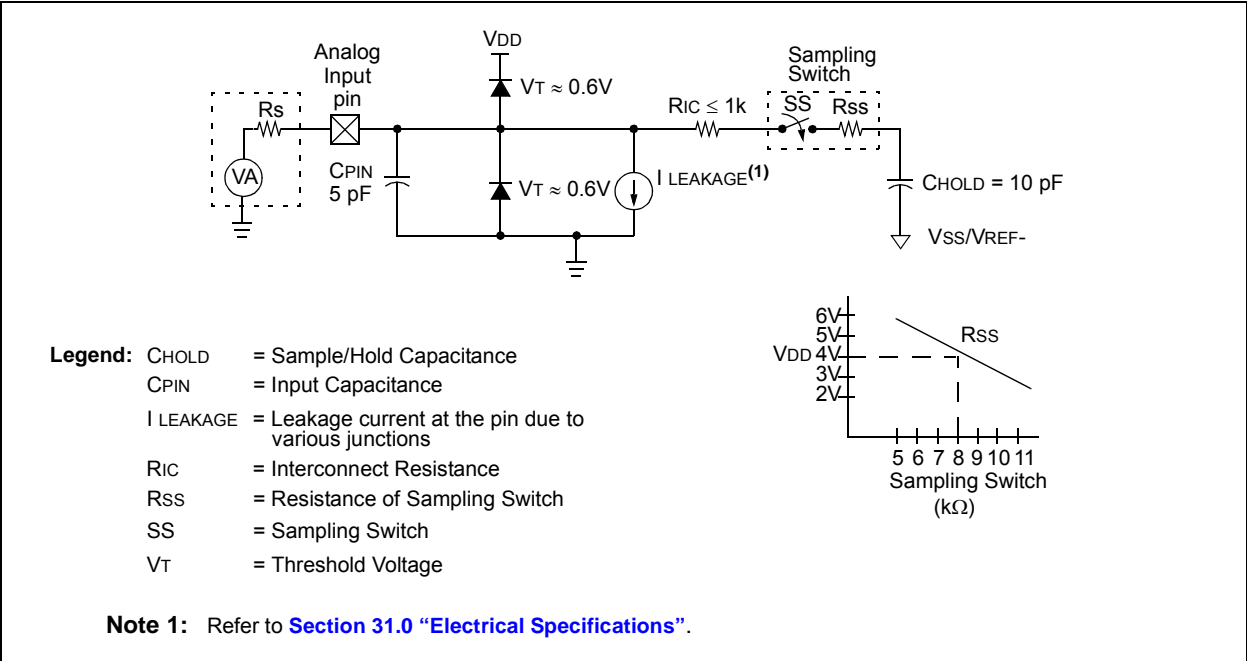 VDD
Analog
Input
pin
Sampling
Switch
VT ≈ 0.6V
RIC ≤ 1k
SS
RSS
Rs
VA
CPIN
5 pF
VT ≈ 0.6V
I LEAKAGE(1)
CHOLD = 10 pF
VSS/VREF-
6V
5V
VDD 4V
3V
2V
RSS
5 6 7 8 9 10 11
Sampling Switch
(kΩ)
Legend: CHOLD = Sample/Hold Capacitance
CPIN = Input Capacitance
I LEAKAGE = Leakage current at the pin due to
various junctions
RIC = Interconnect Resistance
RSS = Resistance of Sampling Switch
SS = Sampling Switch
VT = Threshold Voltage
Note 1: Refer to Section 31.0 “Electrical Specifications”.